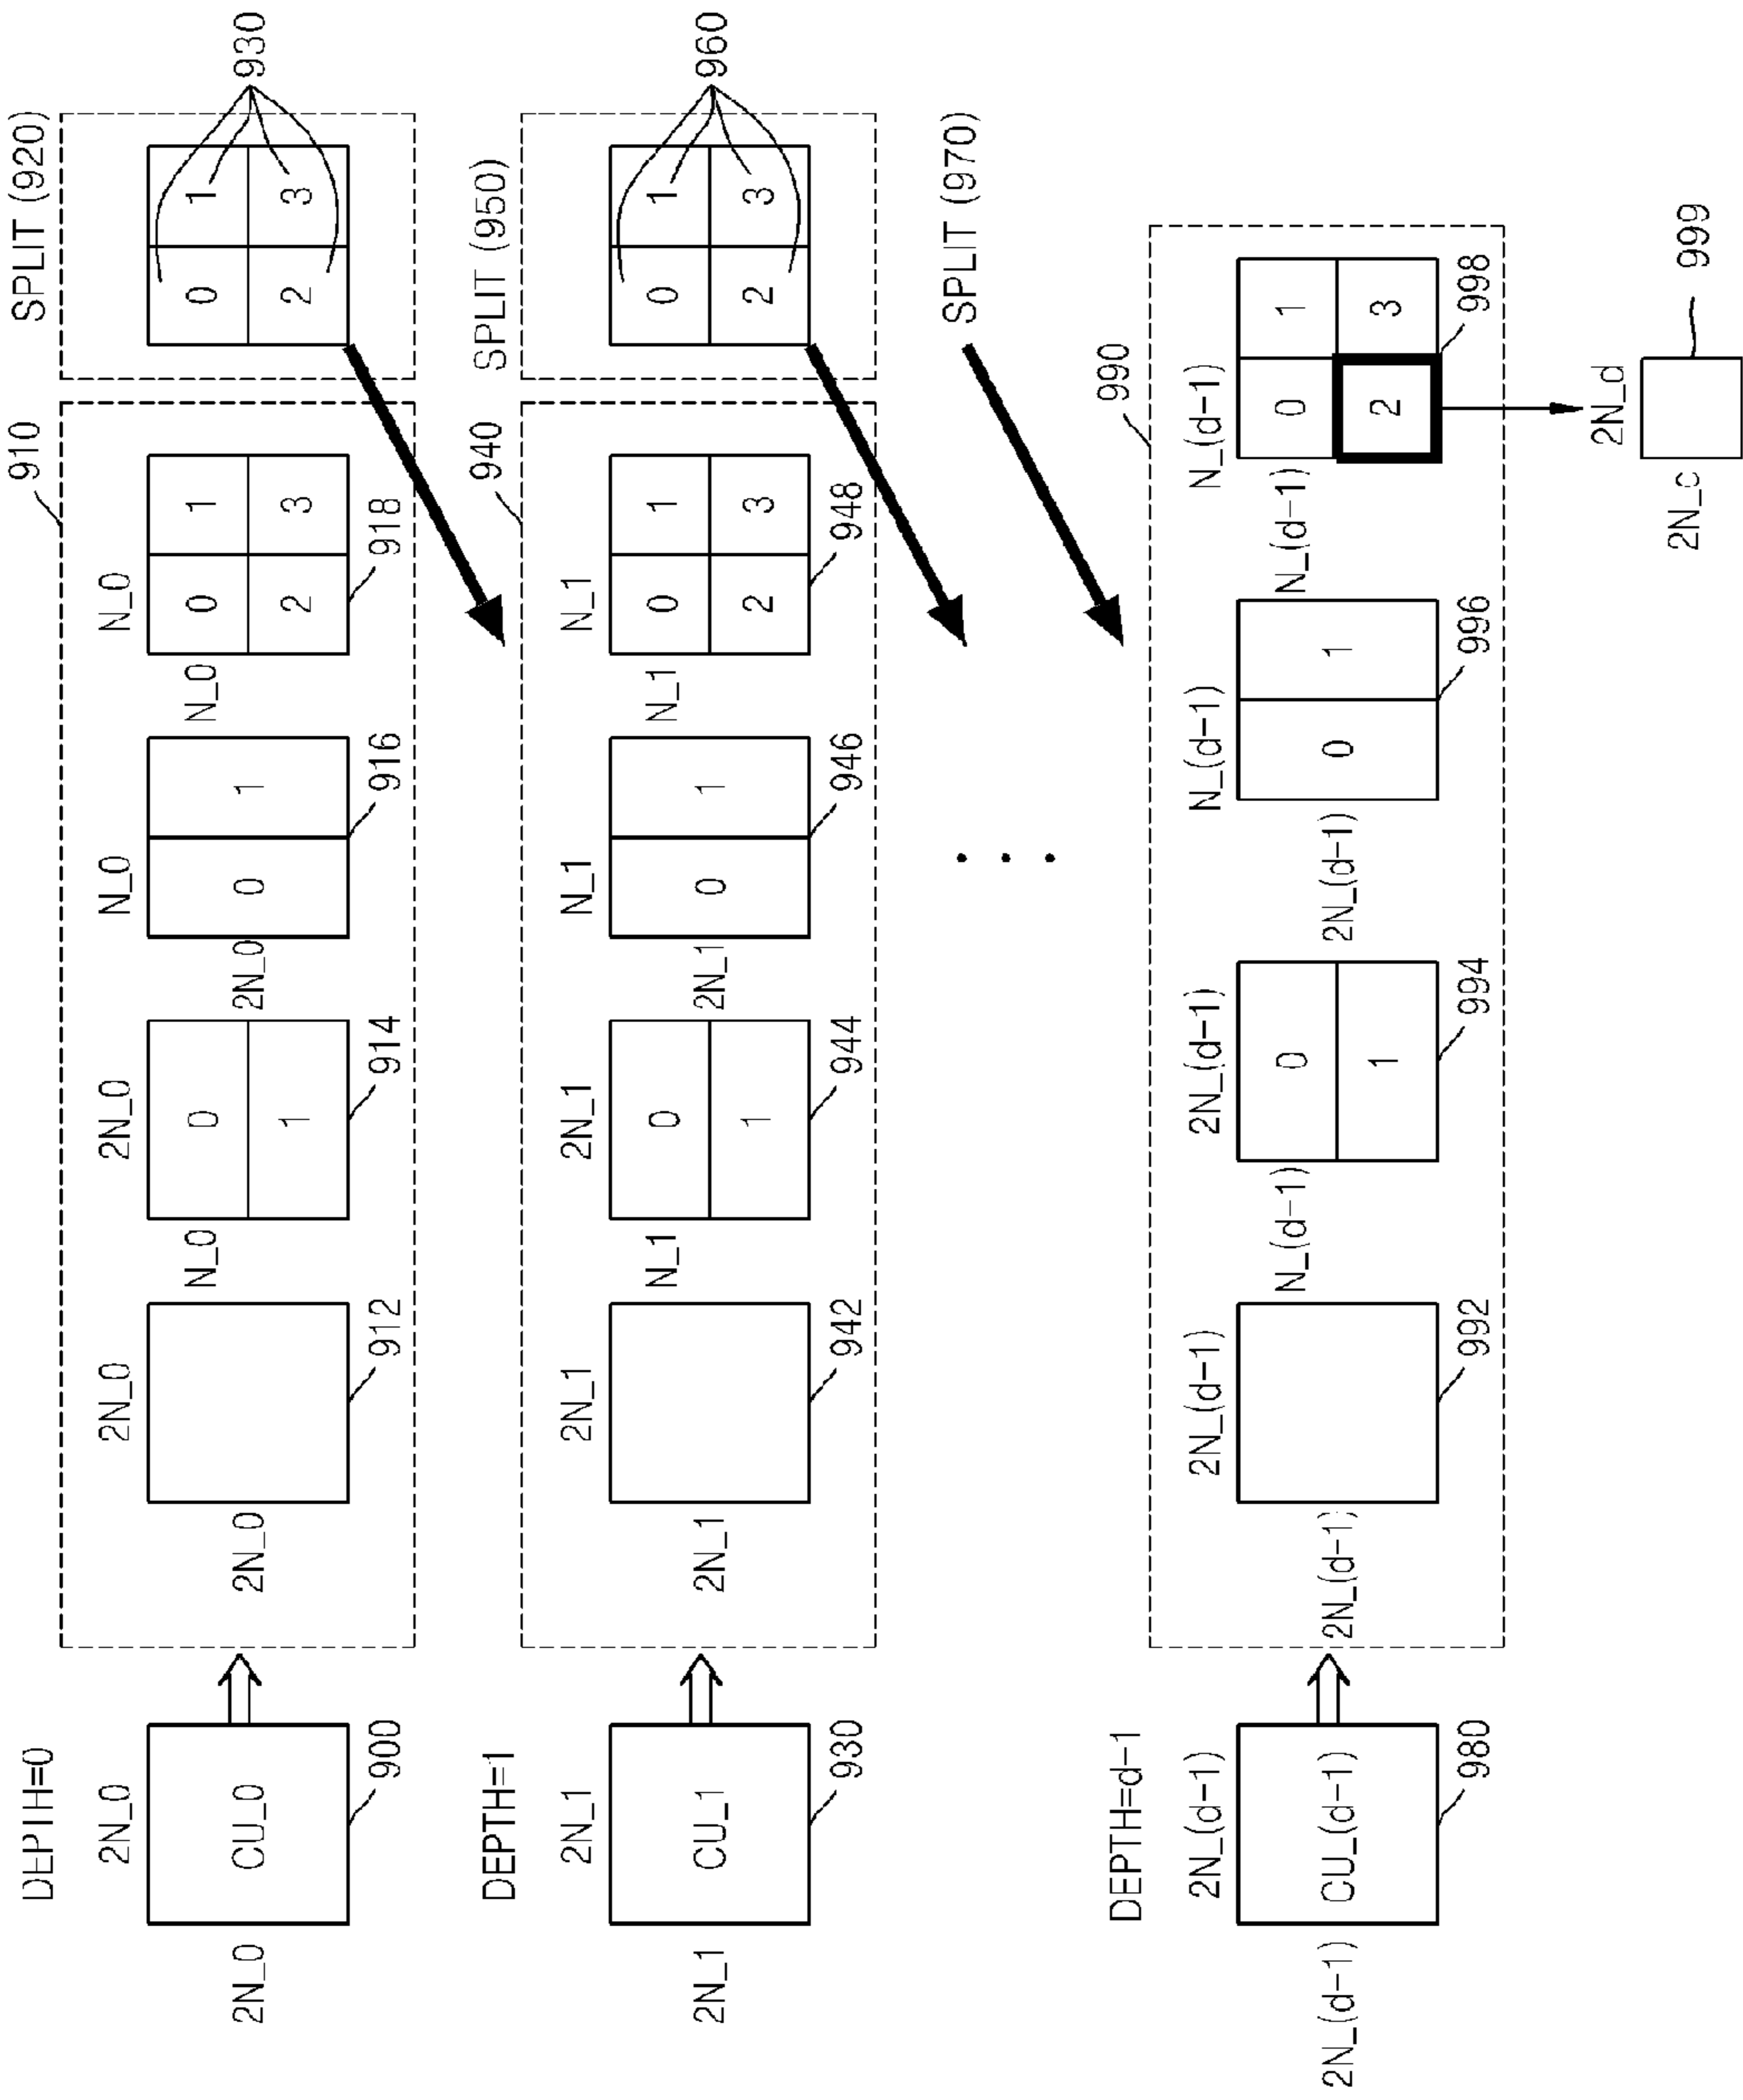 DEPTH=0
2N_0
2N_0
CU_0
900
910
2N_0
2N_0
912
2N_0
N_0
0
1
914
N_0
2N_0
0
1
916
N_0
N_0
0
1
2
3
918
SPLIT (920)
0
1
2
3
930
DEPTH=1
2N_1
2N_1
CU_1
930
940
2N_1
2N_1
942
2N_1
N_1
0
1
944
N_1
2N_1
0
1
946
N_1
N_1
0
1
2
3
948
SPLIT (950)
0
1
2
3
960
SPLIT (970)
DEPTH=d-1
2N_(d-1)
2N_(d-1)
CU_(d-1)
980
990
2N_(d-1)
2N_(d-1)
992
2N_(d-1)
N_(d-1)
0
1
994
N_(d-1)
2N_(d-1)
0
1
996
N_(d-1)
N_(d-1)
0
1
2
3
998
2N_d
2N_c
999